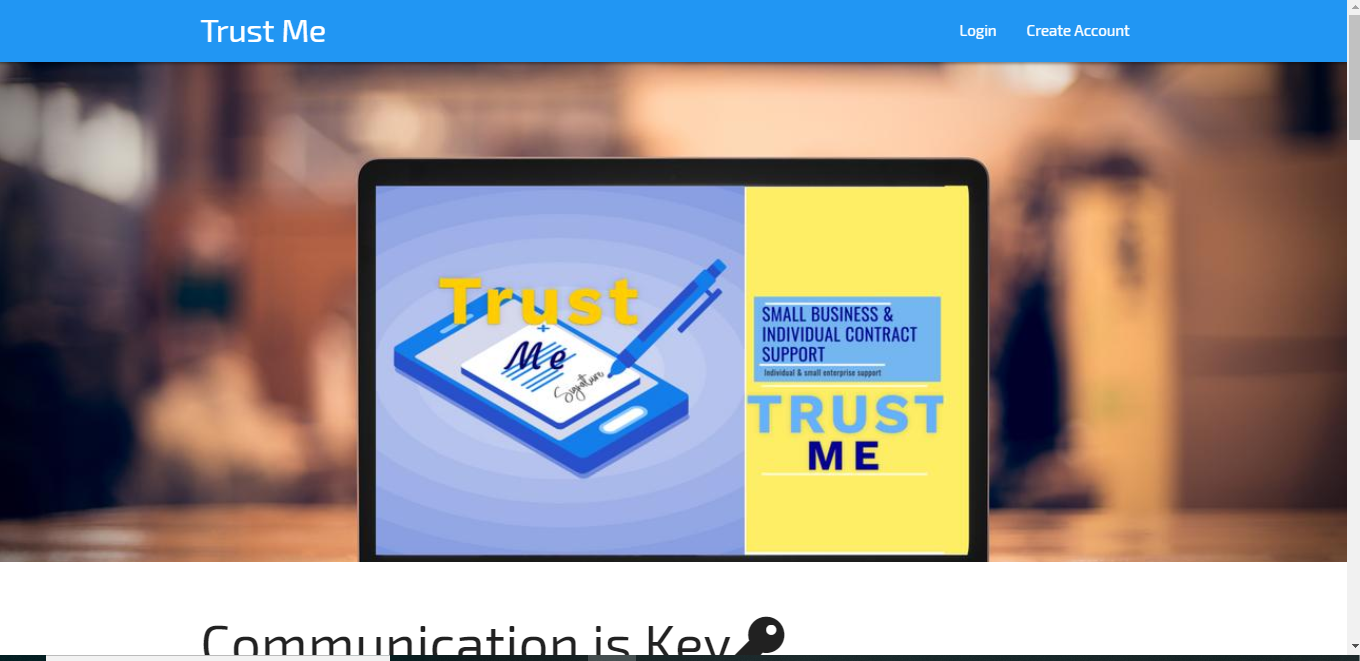 Trust Me
Login
Create Account
Trust
Me
Signature
SMALL BUSINESS &
INDIVIDUAL CONTRACT
SUPPORT
Individual & small enterprise support
TRUST
ME
Communication is Key